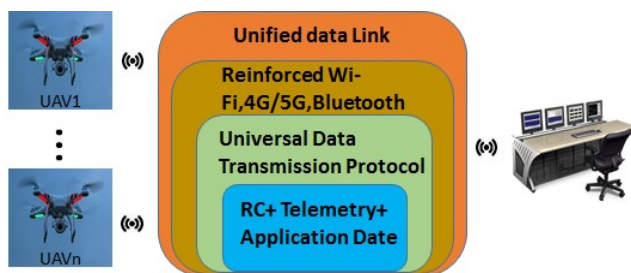 Unified data Link
Reinforced Wi-
Fi,4G/5G,Bluetooth
Universal Data
Transmission Protocol
RC+ Telemetry+
Application Date
UAV1
UAVn